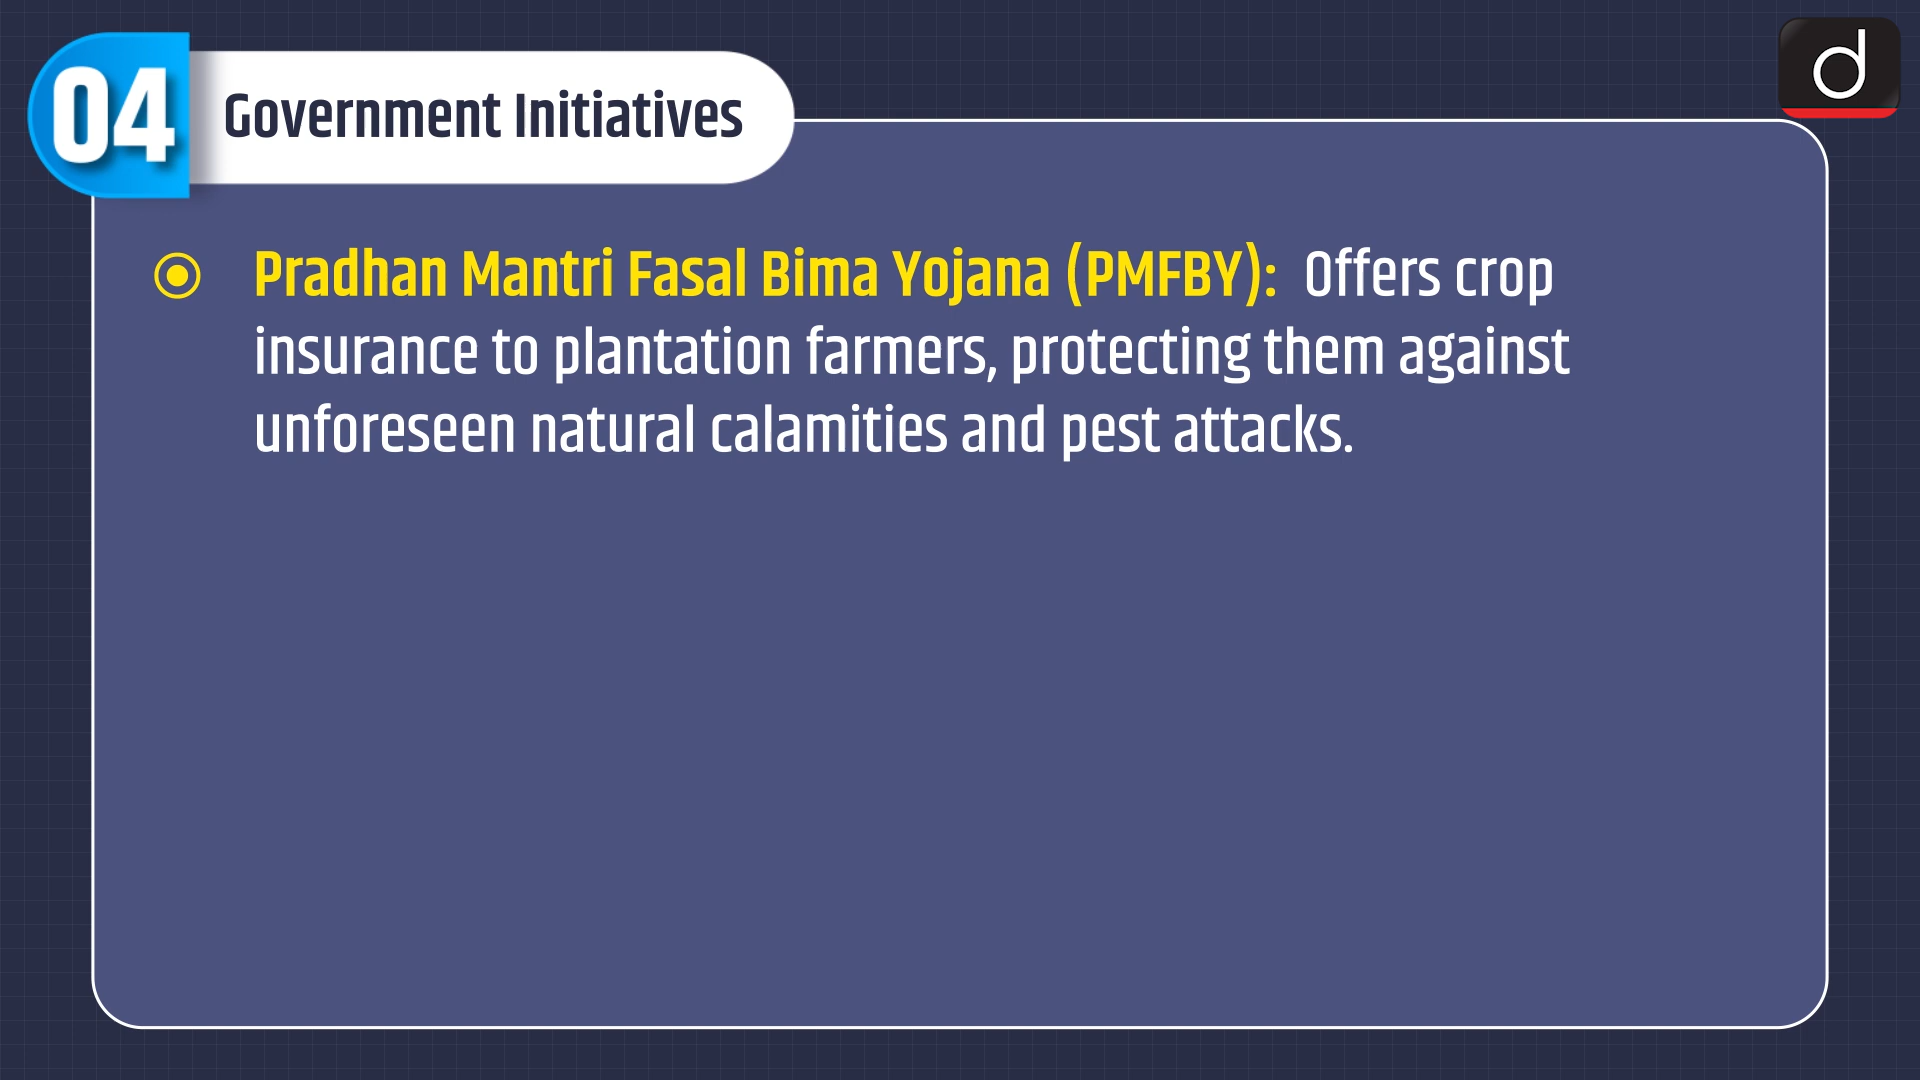 04
Government Initiatives
d
Pradhan Mantri Fasal Bima Yojana (PMFBY): Offers crop
insurance to plantation farmers, protecting them against
unforeseen natural calamities and pest attacks.